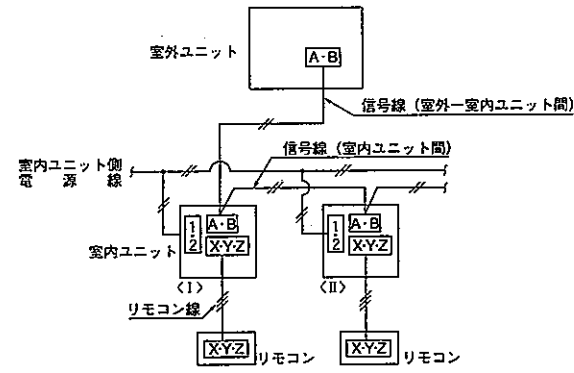 室外ユニット
A・B
信号線（室外ー室内ユニット間）
信号線（室内ユニット間）
室内ユニット側
電源線
1
・
2
A・B
X・Y・Z
1
・
2
A・B
X・Y・Z
室内ユニット
〈Ⅰ〉
〈Ⅱ〉
リモコン線
X・Y・Z
リモコン
X・Y・Z
リモコン